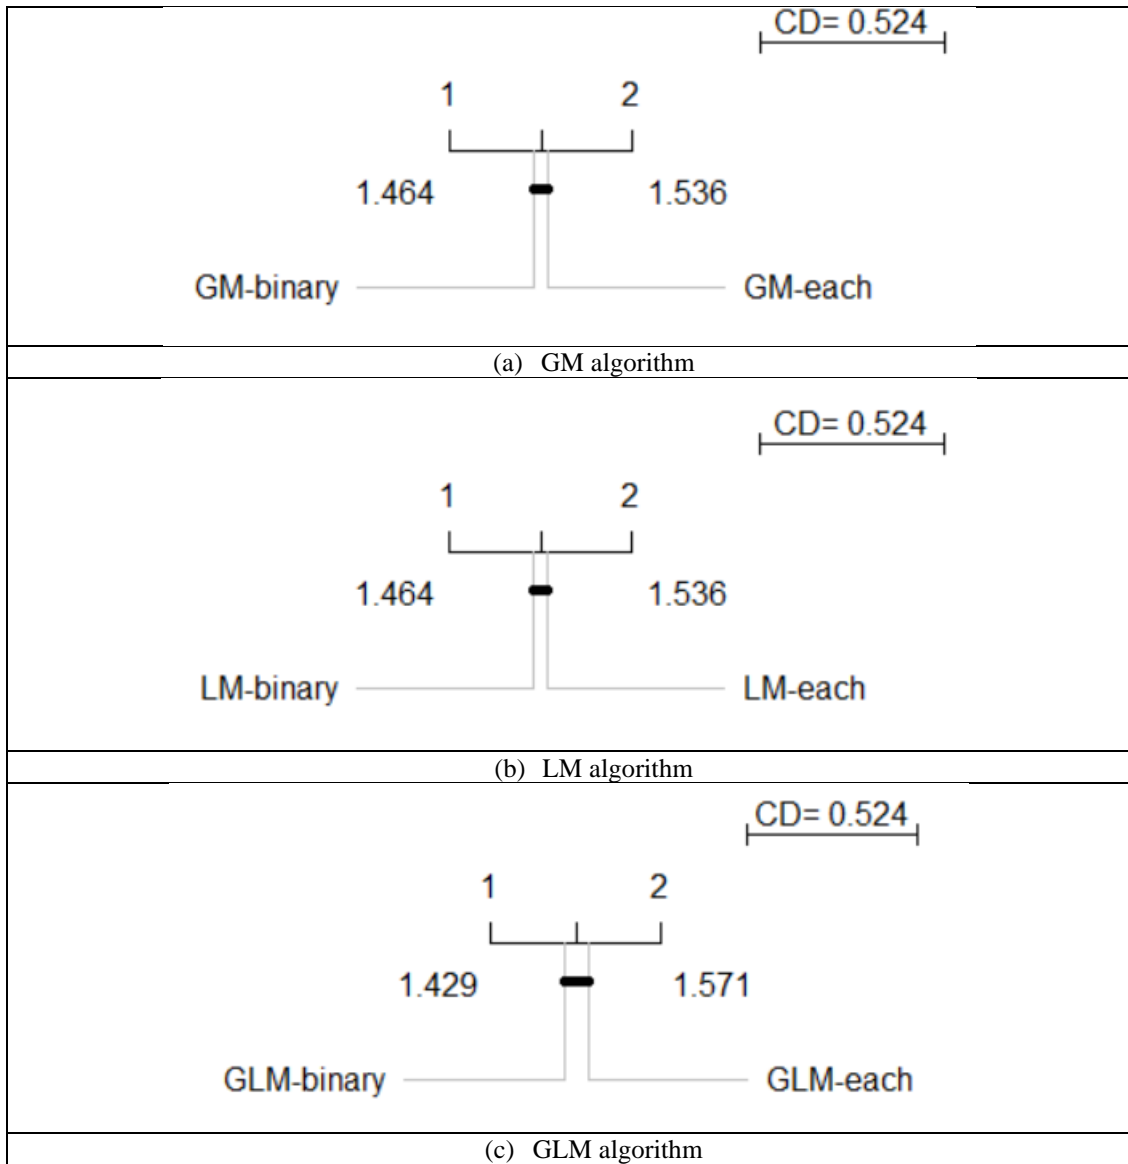 CD= 0.524
1 2
1.464 1.536
GM-binary GM-each
(a) GM algorithm
CD= 0.524
1 2
1.464 1.536
LM-binary LM-each
(b) LM algorithm
CD= 0.524
1 2
1.429 1.571
GLM-binary GLM-each
(c) GLM algorithm